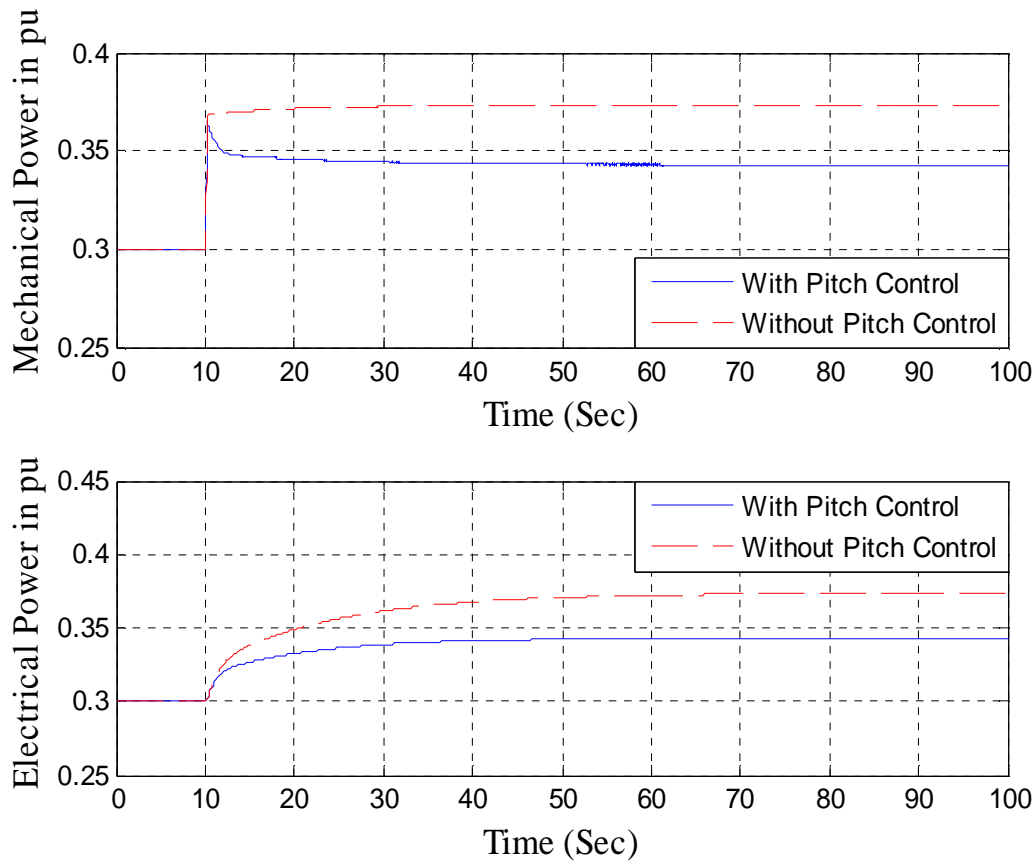 Mechanical Power in pu
0.4
0.35
0.3
0.25
With Pitch Control
Without Pitch Control
0 10 20 30 40 50 60 70 80 90 100
Time (Sec)
Electrical Power in pu
0.45
0.4
0.35
0.3
0.25
With Pitch Control
Without Pitch Control
0 10 20 30 40 50 60 70 80 90 100
Time (Sec)